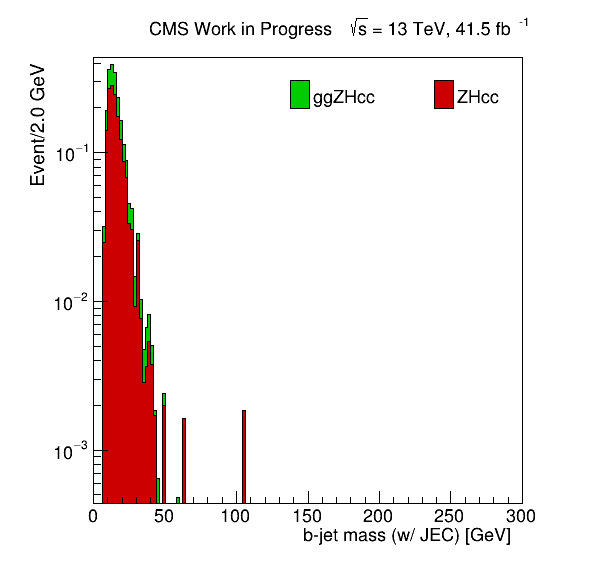 CMS Work in Progress √s = 13 TeV, 41.5 fb⁻¹
ggZHcc ZHcc
Event/2.0 GeV
10⁻¹
10⁻²
10⁻³
0 50 100 150 200 250 300
b-jet mass (w/ JEC) [GeV]